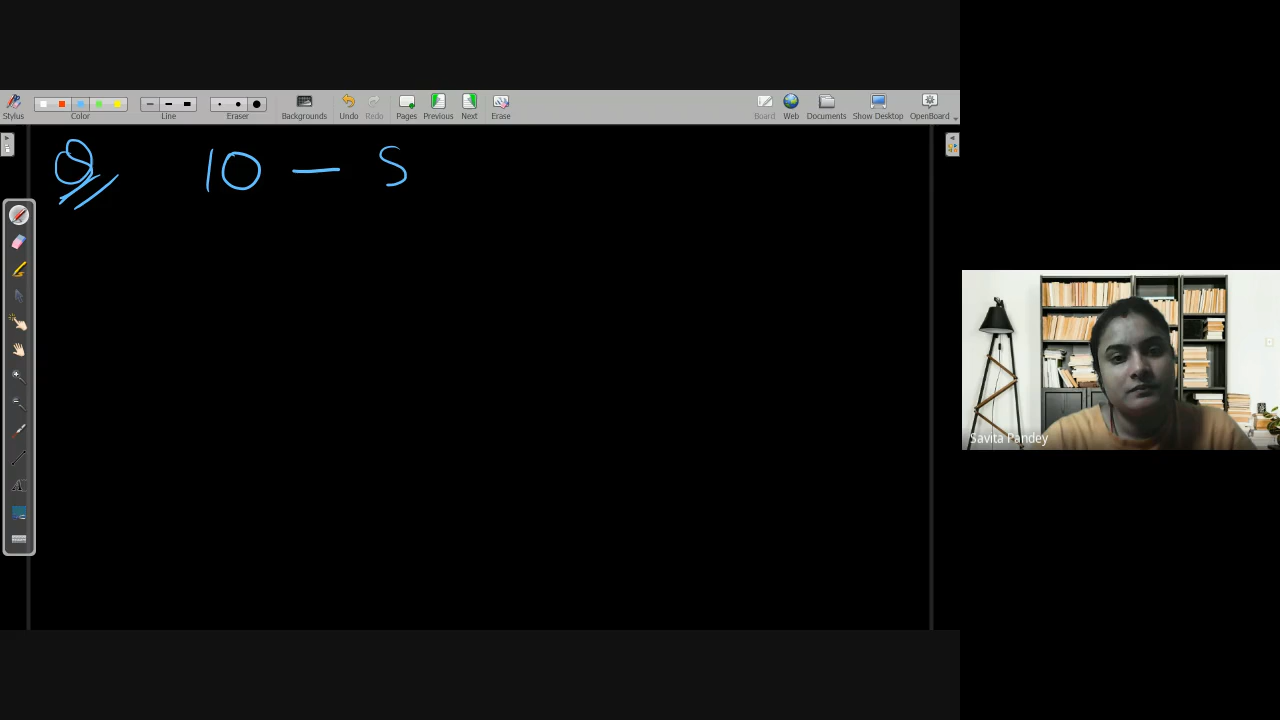 Stylus
Color
Line
Eraser
Backgrounds
Undo
Redo
Pages
Previous
Next
Erase
Board
Web
Documents
Show Desktop
OpenBoard
Q 10 — S
Savita Pandey